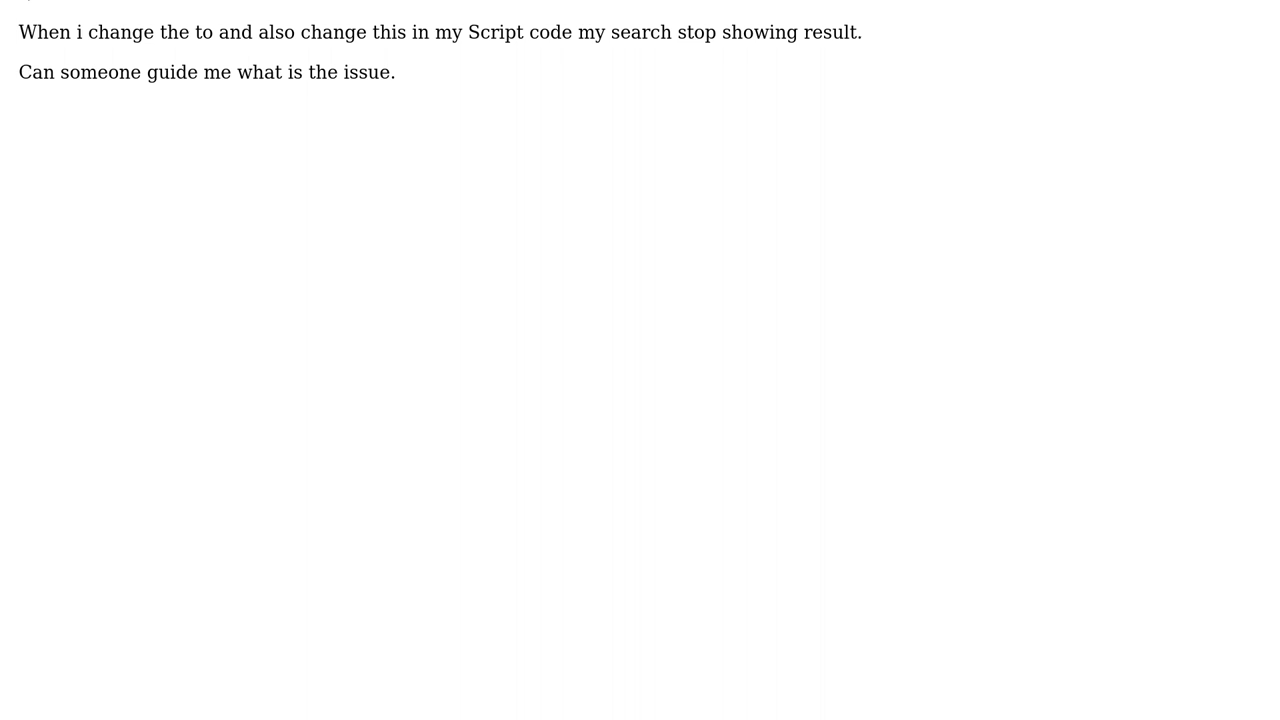 When i change the to and also change this in my Script code my search stop showing result.
Can someone guide me what is the issue.